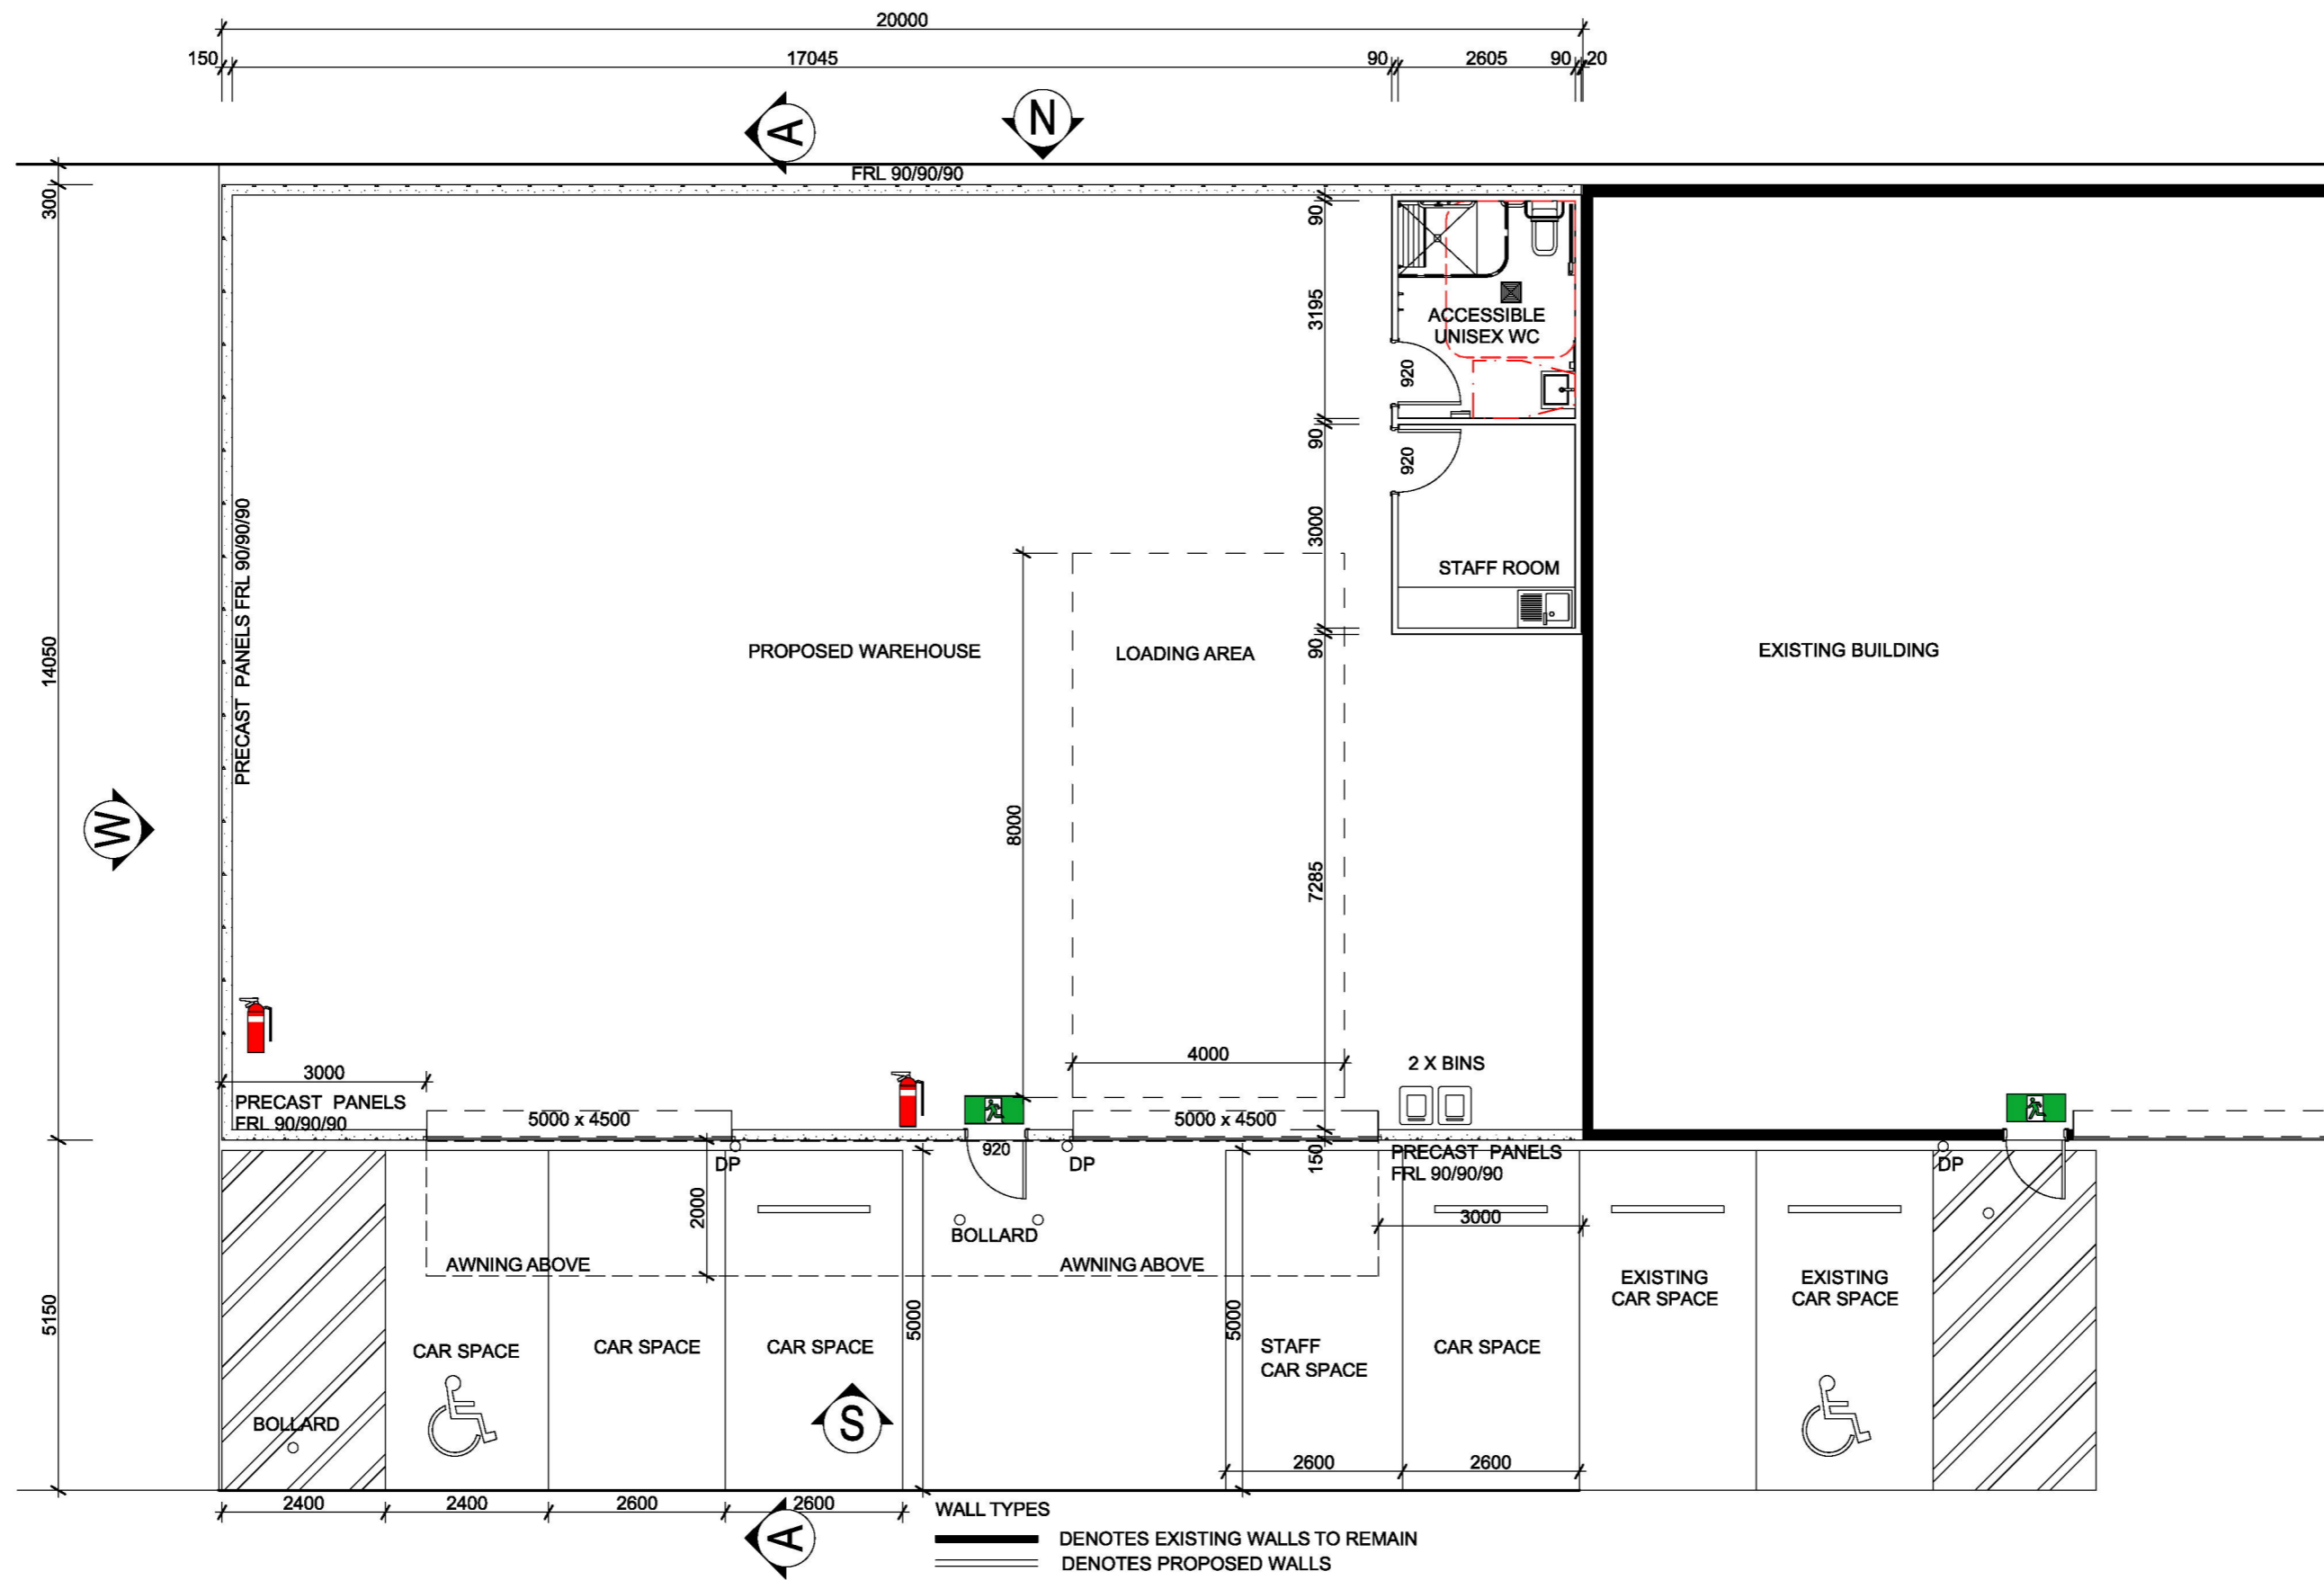 20000
150
17045
90
2605
90
20
A
N
FRL 90/90/90
300
90
3195
ACCESSIBLE
UNISEX WC
920
90
920
PRECAST  PANELS FRL 90/90/90
3000
STAFF ROOM
14050
PROPOSED WAREHOUSE
LOADING AREA
90
EXISTING BUILDING
W
8000
7285
4000
2 X BINS
3000
PRECAST  PANELS
FRL 90/90/90
5000 x 4500
5000 x 4500
920
DP
DP
150
PRECAST  PANELS
FRL 90/90/90
DP
2000
BOLLARD
3000
AWNING ABOVE
AWNING ABOVE
EXISTING
CAR SPACE
EXISTING
CAR SPACE
5150
5000
5000
CAR SPACE
CAR SPACE
CAR SPACE
STAFF
CAR SPACE
CAR SPACE
BOLLARD
S
2600
2600
2400
2400
2600
2600
A
WALL TYPES
DENOTES EXISTING WALLS TO REMAIN
DENOTES PROPOSED WALLS